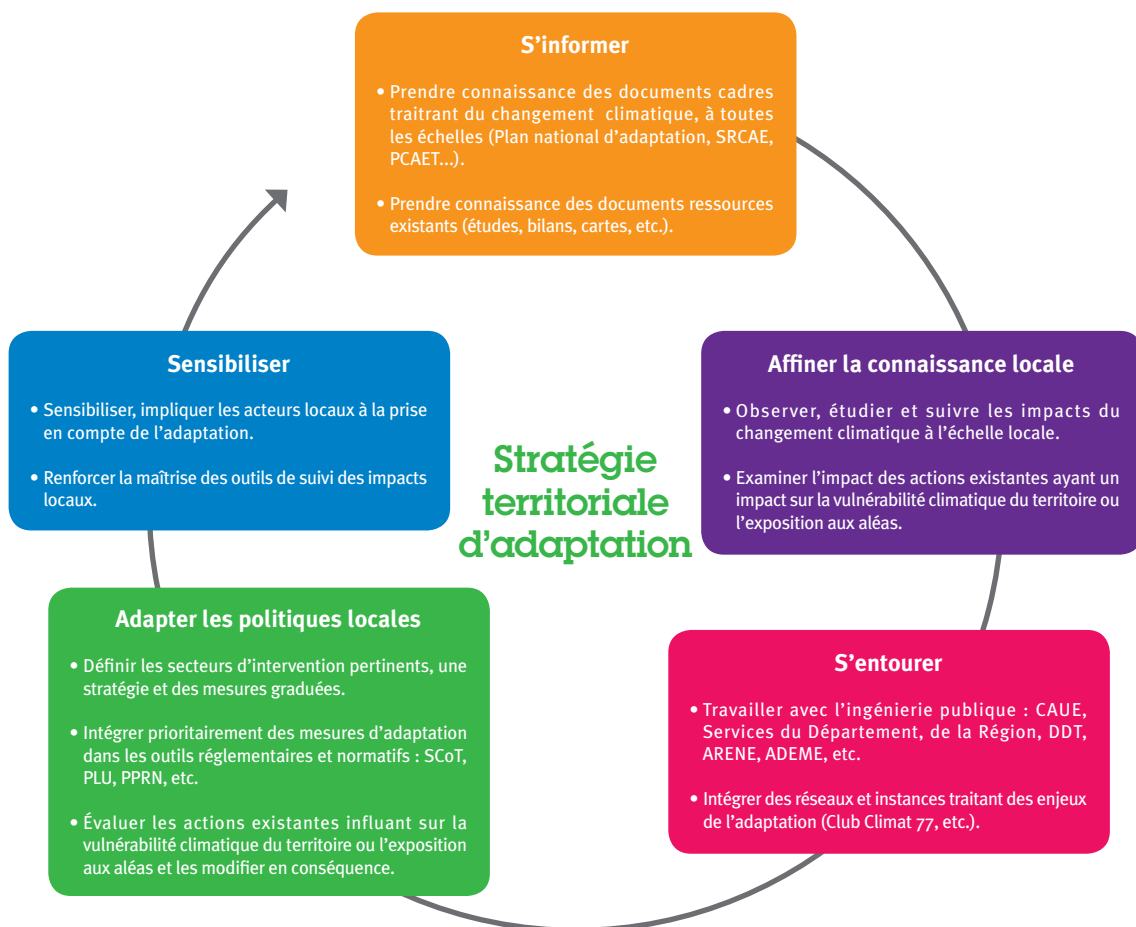 S'informer
• Prendre connaissance des documents cadres
traitrant du changement climatique, à toutes
les échelles (Plan national d'adaptation, SRCAE,
PCAET...).
• Prendre connaissance des documents ressources
existants (études, bilans, cartes, etc.).
Affiner la connaissance locale
• Observer, étudier et suivre les impacts du
changement climatique à l'échelle locale.
• Examiner l'impact des actions existantes ayant un
impact sur la vulnérabilité climatique du territoire ou
l'exposition aux aléas.
S'entourer
• Travailler avec l'ingénierie publique : CAUE,
Services du Département, de la Région, DDT,
ARENE, ADEME, etc.
• Intégrer des réseaux et instances traitant des enjeux
de l'adaptation (Club Climat 77, etc.).
Adapter les politiques locales
• Définir les secteurs d'intervention pertinents, une
stratégie et des mesures graduées.
• Intégrer prioritairement des mesures d'adaptation
dans les outils réglementaires et normatifs : SCoT,
PLU, PPRN, etc.
• Évaluer les actions existantes influant sur la
vulnérabilité climatique du territoire ou l'exposition
aux aléas et les modifier en conséquence.
Sensibiliser
• Sensibiliser, impliquer les acteurs locaux à la prise
en compte de l'adaptation.
• Renforcer la maîtrise des outils de suivi des impacts
locaux.
Stratégie
territoriale
d'adaptation